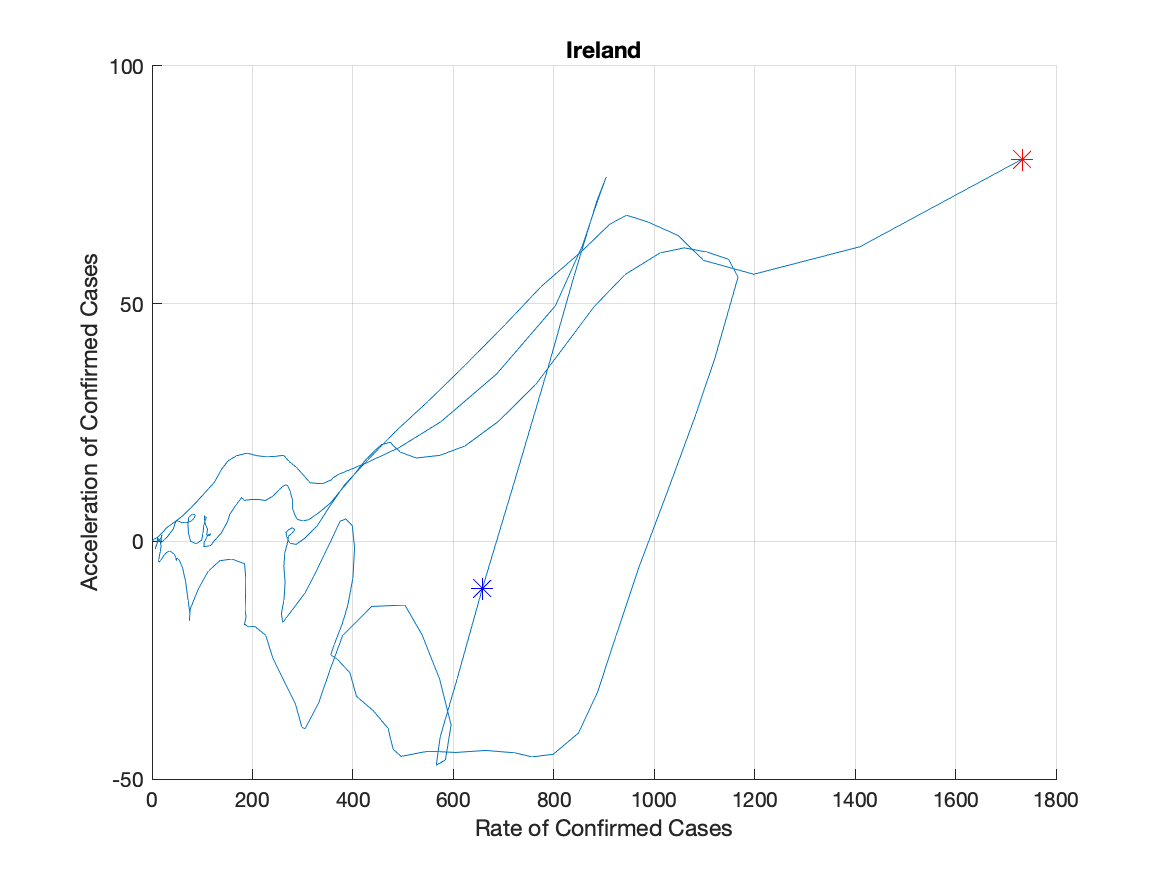 Ireland
100
50
0
-50
Acceleration of Confirmed Cases
0 200 400 600 800 1000 1200 1400 1600 1800
Rate of Confirmed Cases